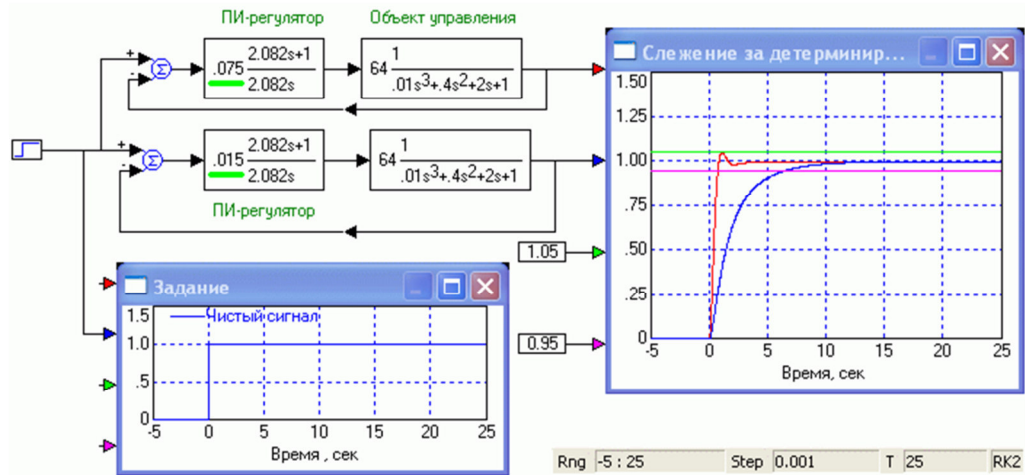 ПИ-регулятор
Объект управления
+
-
Σ
.075 2.082s+1
2.082s
64 1
.01s³+.4s²+2s+1
+
-
Σ
.015 2.082s+1
2.082s
64 1
.01s³+.4s²+2s+1
ПИ-регулятор
1.05
0.95
Слежение за детерминир...
1.50
1.25
1.00
.75
.50
.25
0
-5 0 5 10 15 20 25
Время, сек
Задание
Чистый сигнал
1.5
1.0
.5
0
-5 0 5 10 15 20 25
Время , сек
Rng -5 : 25 Step 0.001 T 25 RK2